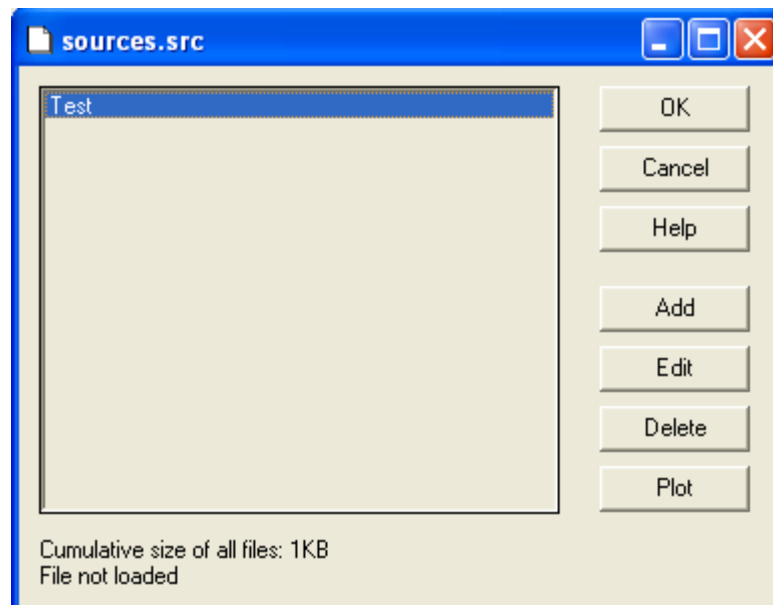 sources.src
Test
OK
Cancel
Help
Add
Edit
Delete
Plot
Cumulative size of all files: 1KB
File not loaded